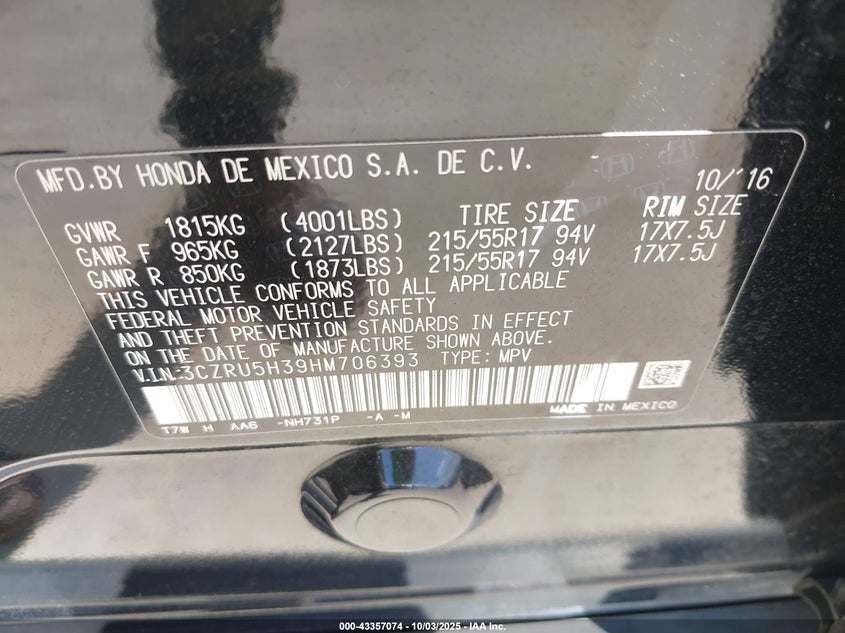 MFD.BY HONDA DE MEXICO S.A. DE C.V.
10/'16
GVWR 1815KG (4001LBS) TIRE SIZE RIM SIZE
GAWR F 965KG (2127LBS) 215/55R17 94V 17X7.5J
GAWR R 850KG (1873LBS) 215/55R17 94V 17X7.5J
THIS VEHICLE CONFORMS TO ALL APPLICABLE
FEDERAL MOTOR VEHICLE SAFETY
AND THEFT PREVENTION STANDARDS IN EFFECT
ON THE DATE OF MANUFACTURE SHOWN ABOVE.
V.I.N:3CZRU5H39HM706393 TYPE: MPV
T7W H AA6 -NH731P -A -M MADE IN MEXICO
000-43357074 - 10/03/2025 - IAA Inc.